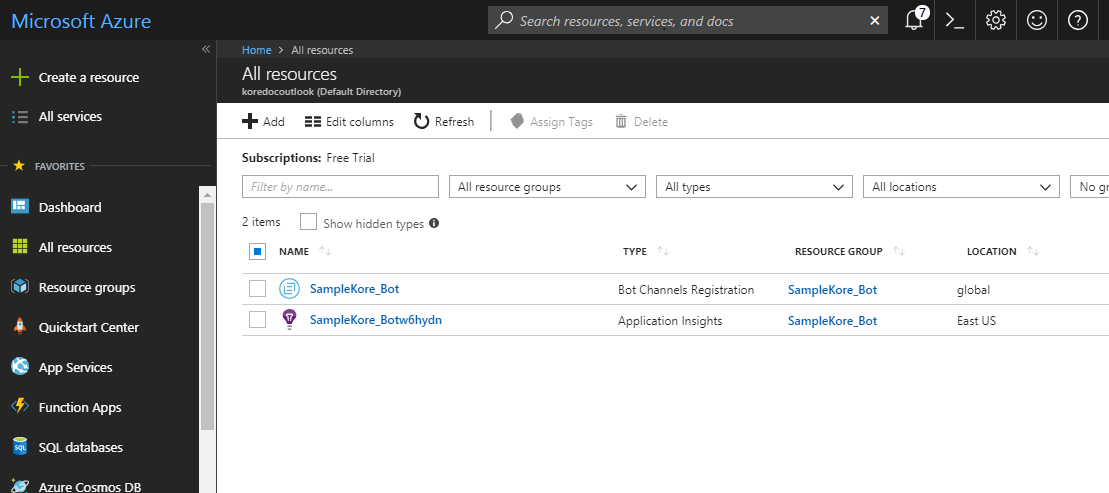 Microsoft Azure
Search resources, services, and docs
7
Create a resource
All services
FAVORITES
Dashboard
All resources
Resource groups
Quickstart Center
App Services
Function Apps
SQL
SQL databases
Azure Cosmos DB
Home > All resources
All resources
koredocoutlook (Default Directory)
Add Edit columns Refresh Assign Tags Delete
Subscriptions: Free Trial
Filter by name... All resource groups All types All locations No gr
2 items Show hidden types
NAME TYPE RESOURCE GROUP LOCATION
SampleKore_Bot Bot Channels Registration SampleKore_Bot global
SampleKore_Botw6hydn Application Insights SampleKore_Bot East US